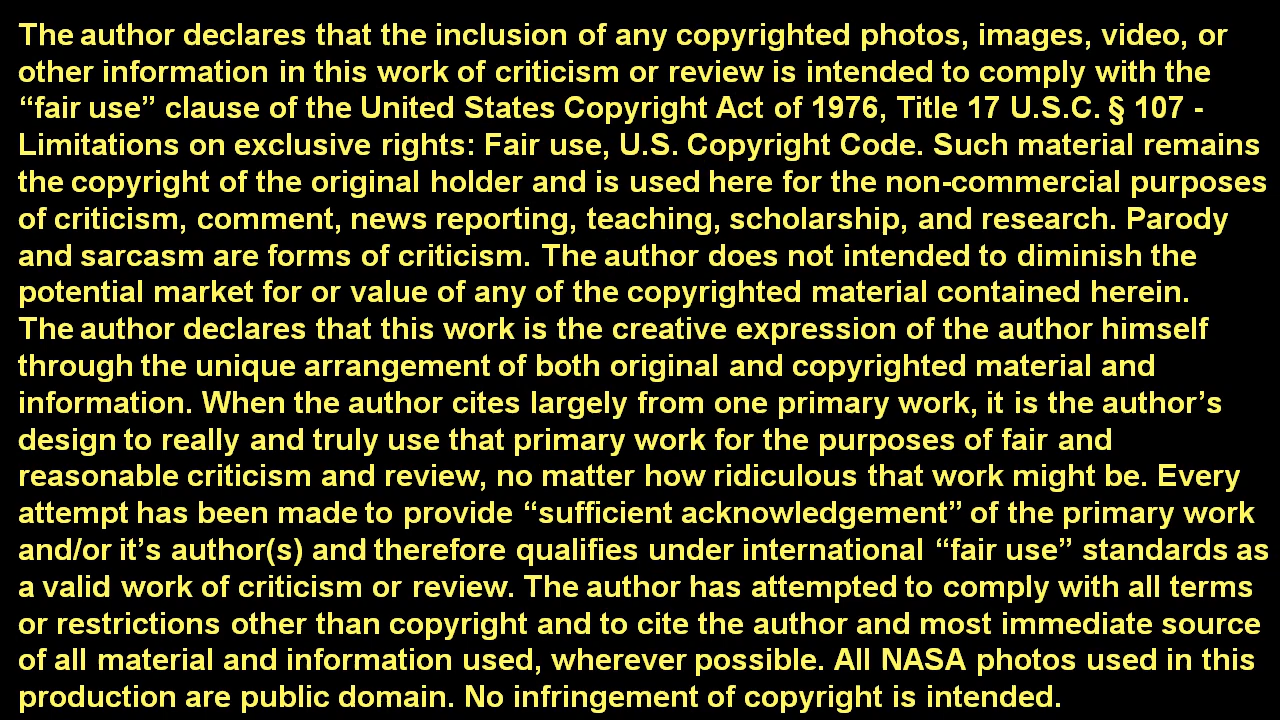 The author declares that the inclusion of any copyrighted photos, images, video, or
other information in this work of criticism or review is intended to comply with the
“fair use” clause of the United States Copyright Act of 1976, Title 17 U.S.C. § 107 -
Limitations on exclusive rights: Fair use, U.S. Copyright Code. Such material remains
the copyright of the original holder and is used here for the non-commercial purposes
of criticism, comment, news reporting, teaching, scholarship, and research. Parody
and sarcasm are forms of criticism. The author does not intended to diminish the
potential market for or value of any of the copyrighted material contained herein.
The author declares that this work is the creative expression of the author himself
through the unique arrangement of both original and copyrighted material and
information. When the author cites largely from one primary work, it is the author’s
design to really and truly use that primary work for the purposes of fair and
reasonable criticism and review, no matter how ridiculous that work might be. Every
attempt has been made to provide “sufficient acknowledgement” of the primary work
and/or it’s author(s) and therefore qualifies under international “fair use” standards as
a valid work of criticism or review. The author has attempted to comply with all terms
or restrictions other than copyright and to cite the author and most immediate source
of all material and information used, wherever possible. All NASA photos used in this
production are public domain. No infringement of copyright is intended.